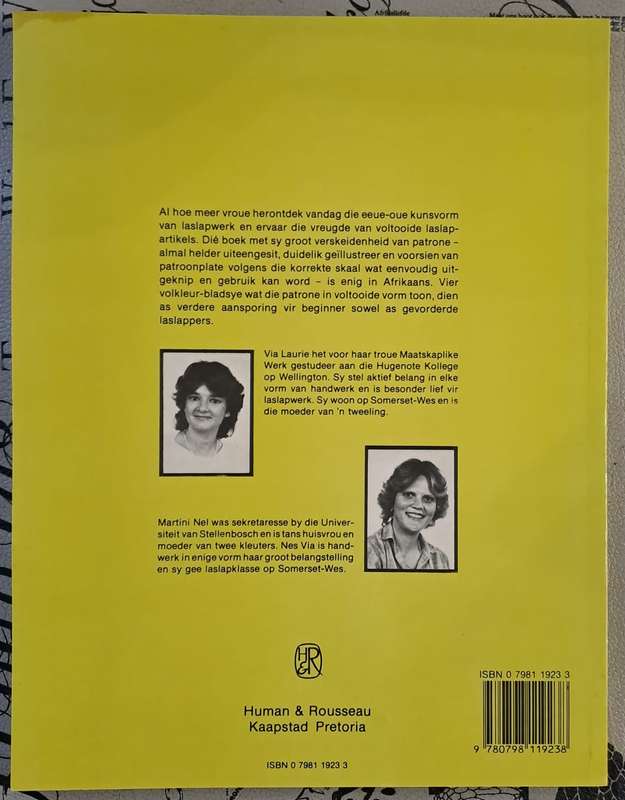 Afrikaliefde
Al hoe meer vroue herontdek vandag die eeue-oue kunsvorm
van laslapwerk en ervaar die vreugde van voltooide laslap-
artikels. Dié boek met sy groot verskeidenheid van patrone –
almal helder uiteengesit, duidelik geïllustreer en voorsien van
patroonplate volgens die korrekte skaal wat eenvoudig uit-
geknip en gebruik kan word – is enig in Afrikaans. Vier
volkleur-bladsye wat die patrone in voltooide vorm toon, dien
as verdere aansporing vir beginner sowel as gevorderde
laslappers.
Via Laurie het voor haar troue Maatskaplike
Werk gestudeer aan die Hugenote Kollege
op Wellington. Sy stel aktief belang in elke
vorm van handwerk en is besonder lief vir
laslapwerk. Sy woon op Somerset-Wes en is
die moeder van 'n tweeling.
Martini Nel was sekretaresse by die Univer-
siteit van Stellenbosch en is tans huisvrou en
moeder van twee kleuters. Nes Via is hand-
werk in enige vorm haar groot belangstelling
en sy gee laslapklasse op Somerset-Wes.
H&R
Human & Rousseau
Kaapstad Pretoria
ISBN 0 7981 1923 3
ISBN 0 7981 1923 3
9 780798 119238